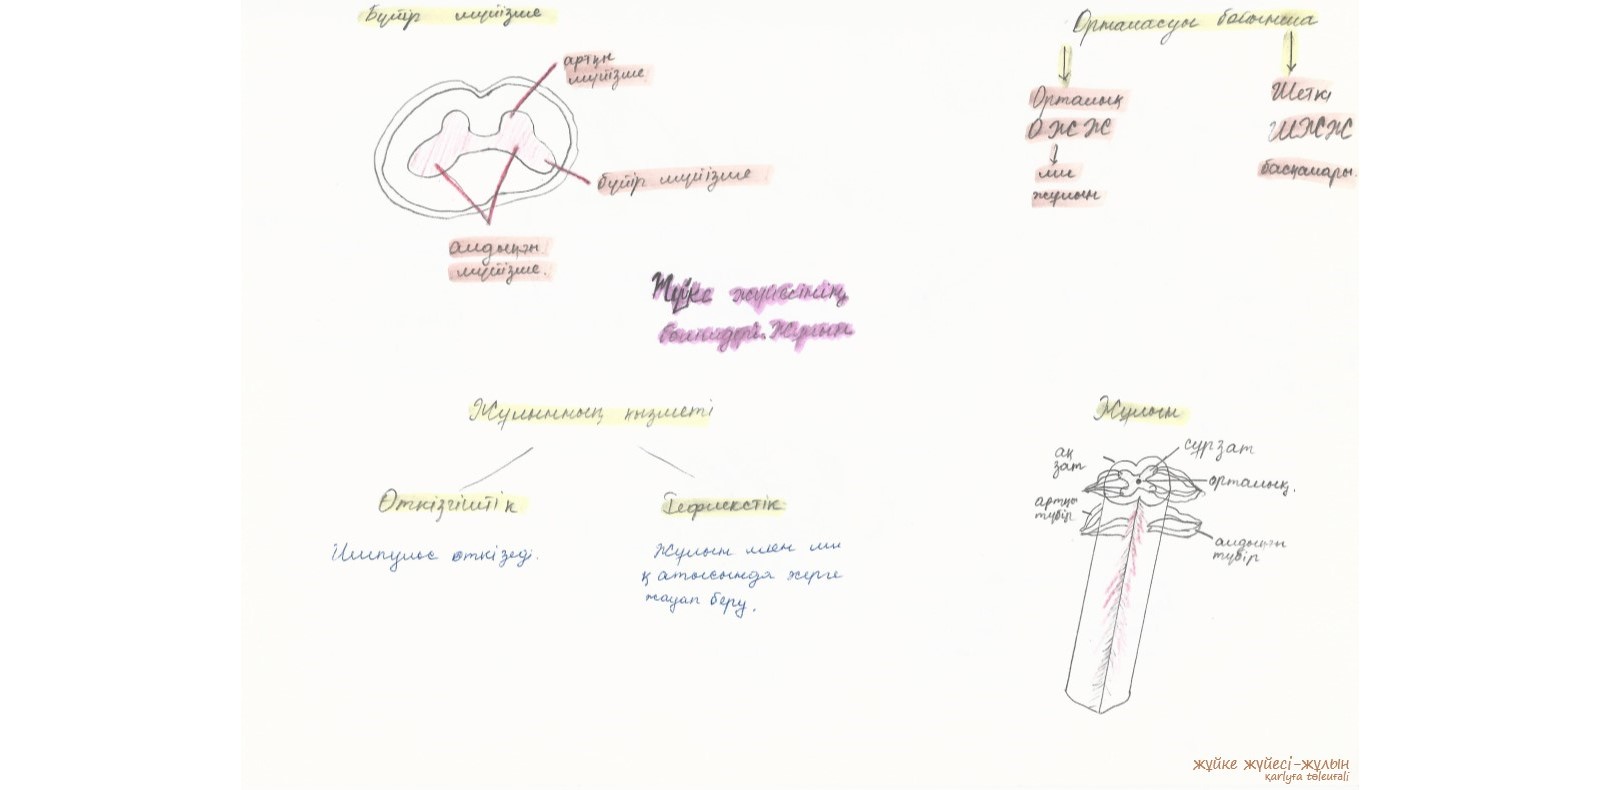 Бүйір мүйізше
артқы
мүйізше
бүйір мүйізше
алдыңғы
мүйізше.
Орналасуы бойынша
Орталық
ОЖЖ
ми
жұлын
Шеткі
ШЖЖ
басқалары.
Жүйке жүйесінің
бөлімдері. Жұлын
Жұлынның қызметі
Өткізгіштік
Импульс өткізеді.
Рефлекстік
Жұлын мен ми
қатысында жерге
жауап беру.
Жұлын
ақ
зат
сұр зат
орталық.
артқы
түбір
алдыңғы
түбір
жүйке жүйесі-жұлын
қarlyғa төleuғali